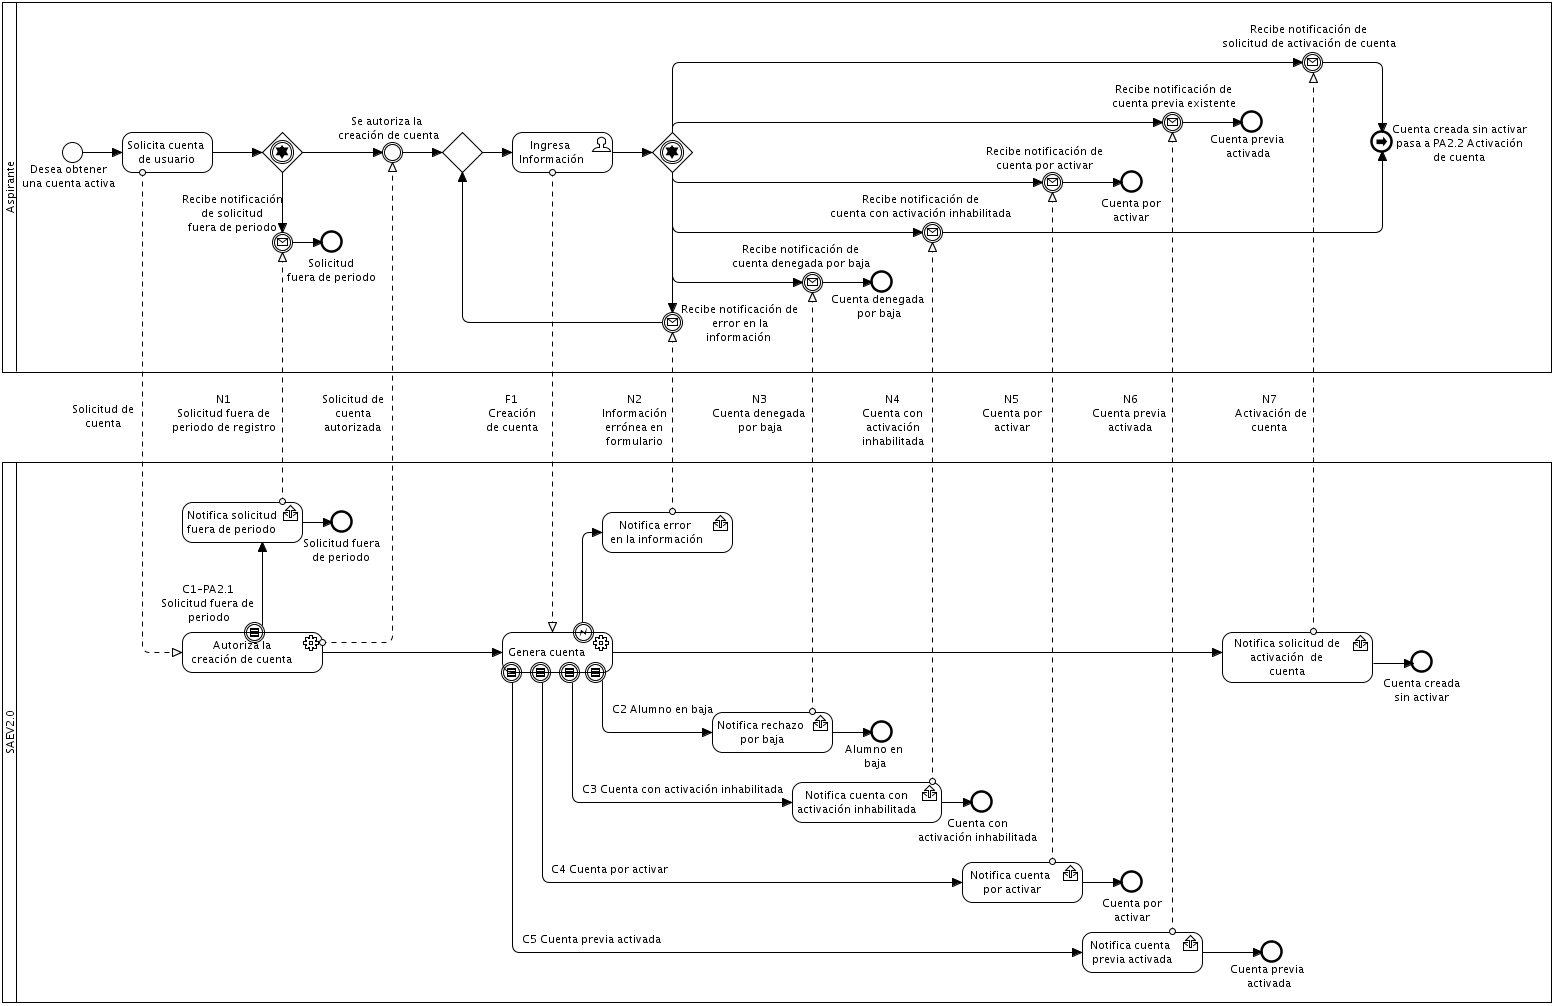 Aspirante
Recibe notificación de
solicitud de activación de cuenta
Recibe notificación de
cuenta previa existente
Se autoriza la
creación de cuenta
Cuenta creada sin activar
pasa a PA2.2 Activación
de cuenta
Solicita cuenta
de usuario
Ingresa
Información
Cuenta previa
activada
Recibe notificación de
cuenta por activar
Desea obtener
una cuenta activa
Recibe notificación
de solicitud
fuera de periodo
Recibe notificación de
cuenta con activación inhabilitada
Cuenta por
activar
Solicitud
fuera de periodo
Recibe notificación de
cuenta denegada por baja
Cuenta denegada
por baja
Recibe notificación de
error en la
información
Solicitud de
cuenta
N1
Solicitud fuera de
periodo de registro
Solicitud de
cuenta
autorizada
F1
Creación
de cuenta
N2
Información
errónea en
formulario
N3
Cuenta denegada
por baja
N4
Cuenta con
activación
inhabilitada
N5
Cuenta por
activar
N6
Cuenta previa
activada
N7
Activación de
cuenta
SAEV2.0
Notifica solicitud
fuera de periodo
Solicitud fuera
de periodo
Notifica error
en la información
C1-PA2.1
Solicitud fuera de
periodo
Autoriza la
creación de cuenta
Genera cuenta
Notifica solicitud de
activación de
cuenta
Cuenta creada
sin activar
C2 Alumno en baja
Notifica rechazo
por baja
Alumno en
baja
C3 Cuenta con activación inhabilitada
Notifica cuenta con
activación inhabilitada
Cuenta con
activación inhabilitada
C4 Cuenta por activar
Notifica cuenta
por activar
Cuenta por
activar
C5 Cuenta previa activada
Notifica cuenta
previa activada
Cuenta previa
activada